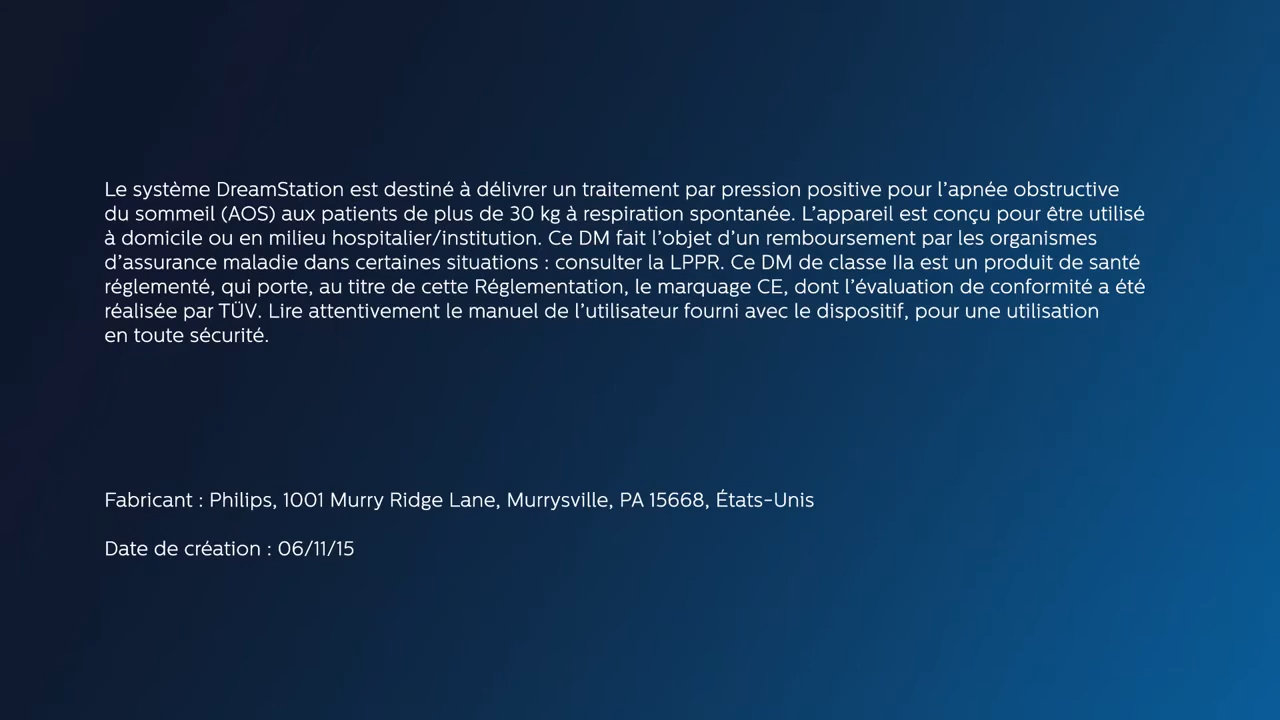 Le système DreamStation est destiné à délivrer un traitement par pression positive pour l’apnée obstructive
du sommeil (AOS) aux patients de plus de 30 kg à respiration spontanée. L’appareil est conçu pour être utilisé
à domicile ou en milieu hospitalier/institution. Ce DM fait l’objet d’un remboursement par les organismes
d’assurance maladie dans certaines situations : consulter la LPPR. Ce DM de classe IIa est un produit de santé
réglementé, qui porte, au titre de cette Réglementation, le marquage CE, dont l’évaluation de conformité a été
réalisée par TÜV. Lire attentivement le manuel de l’utilisateur fourni avec le dispositif, pour une utilisation
en toute sécurité.
Fabricant : Philips, 1001 Murry Ridge Lane, Murrysville, PA 15668, États-Unis
Date de création : 06/11/15